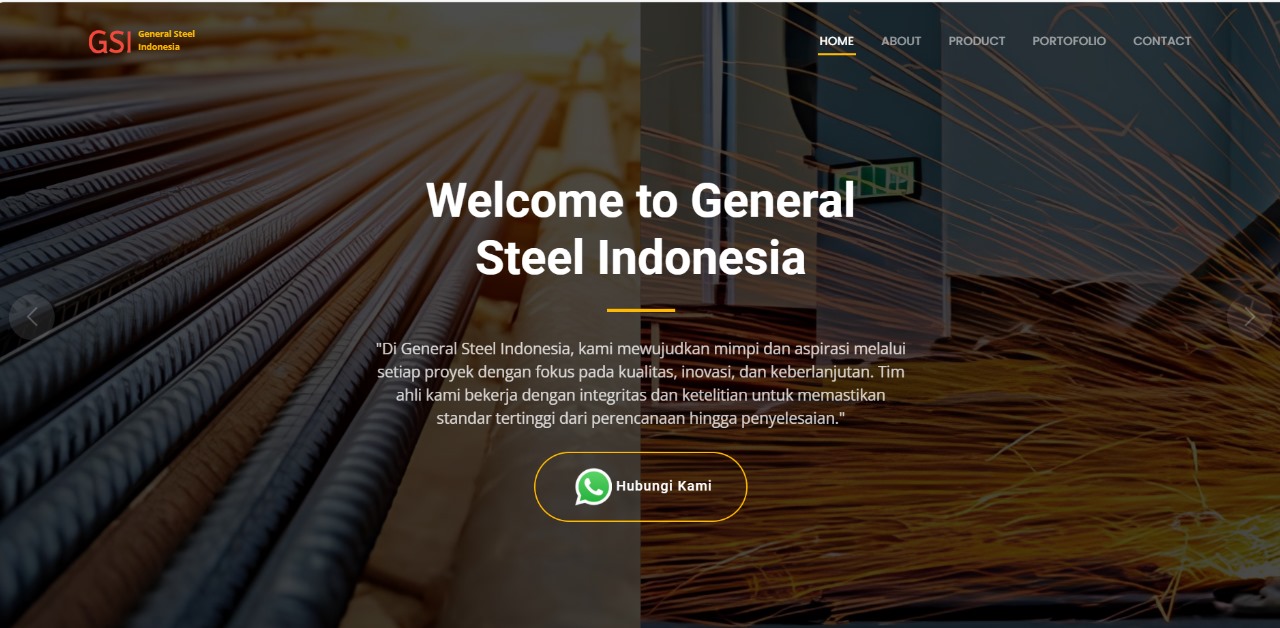 GSI
General Steel
Indonesia
HOME
ABOUT
PRODUCT
PORTOFOLIO
CONTACT
Welcome to General
Steel Indonesia
"Di General Steel Indonesia, kami mewujudkan mimpi dan aspirasi melalui
setiap proyek dengan fokus pada kualitas, inovasi, dan keberlanjutan. Tim
ahli kami bekerja dengan integritas dan ketelitian untuk memastikan
standar tertinggi dari perencanaan hingga penyelesaian."
Hubungi Kami